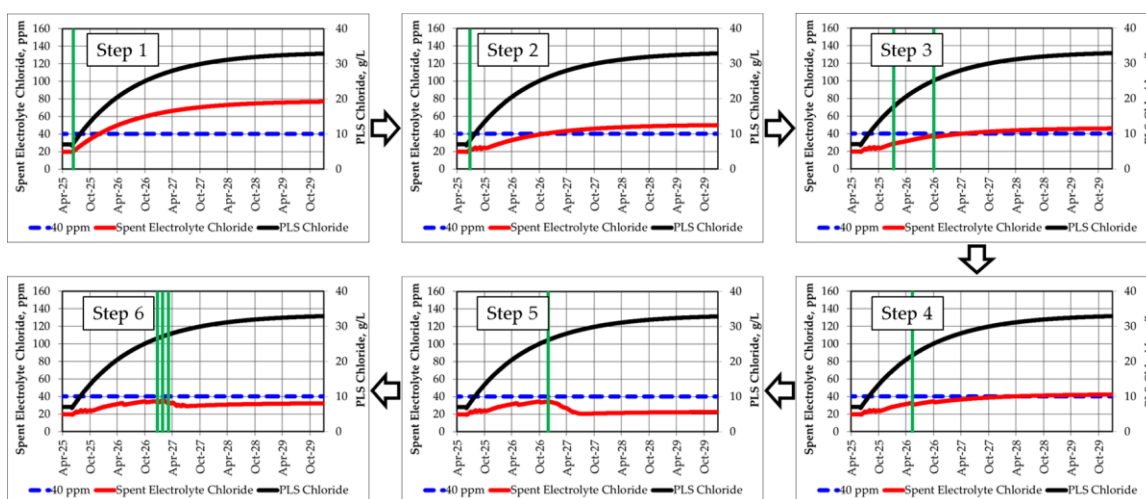 Step 1
Spent Electrolyte Chloride, ppm
160
140
120
100
80
60
40
20
0
40
30
20
10
0
PLS Chloride, g/L
Apr-25
Oct-25
Apr-26
Oct-26
Apr-27
Oct-27
Apr-28
Oct-28
Apr-29
Oct-29
40 ppm Spent Electrolyte Chloride PLS Chloride
Step 2
Spent Electrolyte Chloride, ppm
160
140
120
100
80
60
40
20
0
40
30
20
10
0
PLS Chloride, g/L
Apr-25
Oct-25
Apr-26
Oct-26
Apr-27
Oct-27
Apr-28
Oct-28
Apr-29
Oct-29
40 ppm Spent Electrolyte Chloride PLS Chloride
Step 3
Spent Electrolyte Chloride, ppm
160
140
120
100
80
60
40
20
0
40
30
20
10
0
PLS Chloride, g/L
Apr-25
Oct-25
Apr-26
Oct-26
Apr-27
Oct-27
Apr-28
Oct-28
Apr-29
Oct-29
40 ppm Spent Electrolyte Chloride PLS Chloride
Step 6
Spent Electrolyte Chloride, ppm
160
140
120
100
80
60
40
20
0
40
30
20
10
0
PLS Chloride, g/L
Apr-25
Oct-25
Apr-26
Oct-26
Apr-27
Oct-27
Apr-28
Oct-28
Apr-29
Oct-29
40 ppm Spent Electrolyte Chloride PLS Chloride
Step 5
Spent Electrolyte Chloride, ppm
160
140
120
100
80
60
40
20
0
40
30
20
10
0
PLS Chloride, g/L
Apr-25
Oct-25
Apr-26
Oct-26
Apr-27
Oct-27
Apr-28
Oct-28
Apr-29
Oct-29
40 ppm Spent Electrolyte Chloride PLS Chloride
Step 4
Spent Electrolyte Chloride, ppm
160
140
120
100
80
60
40
20
0
40
30
20
10
0
Apr-25
Oct-25
Apr-26
Oct-26
Apr-27
Oct-27
Apr-28
Oct-28
Apr-29
Oct-29
40 ppm Spent Electrolyte Chloride PLS Chloride